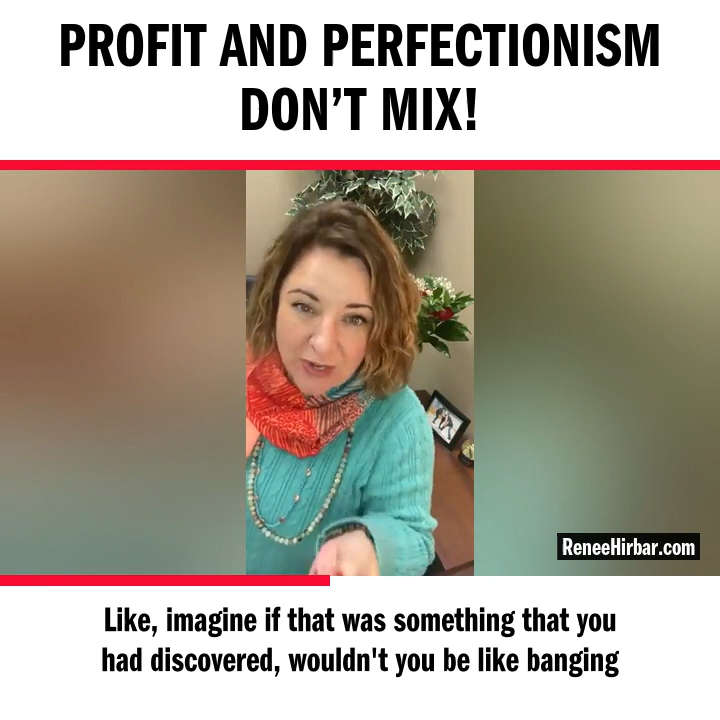 PROFIT AND PERFECTIONISM
DON’T MIX!
ReneeHirbar.com
Like, imagine if that was something that you
had discovered, wouldn't you be like banging